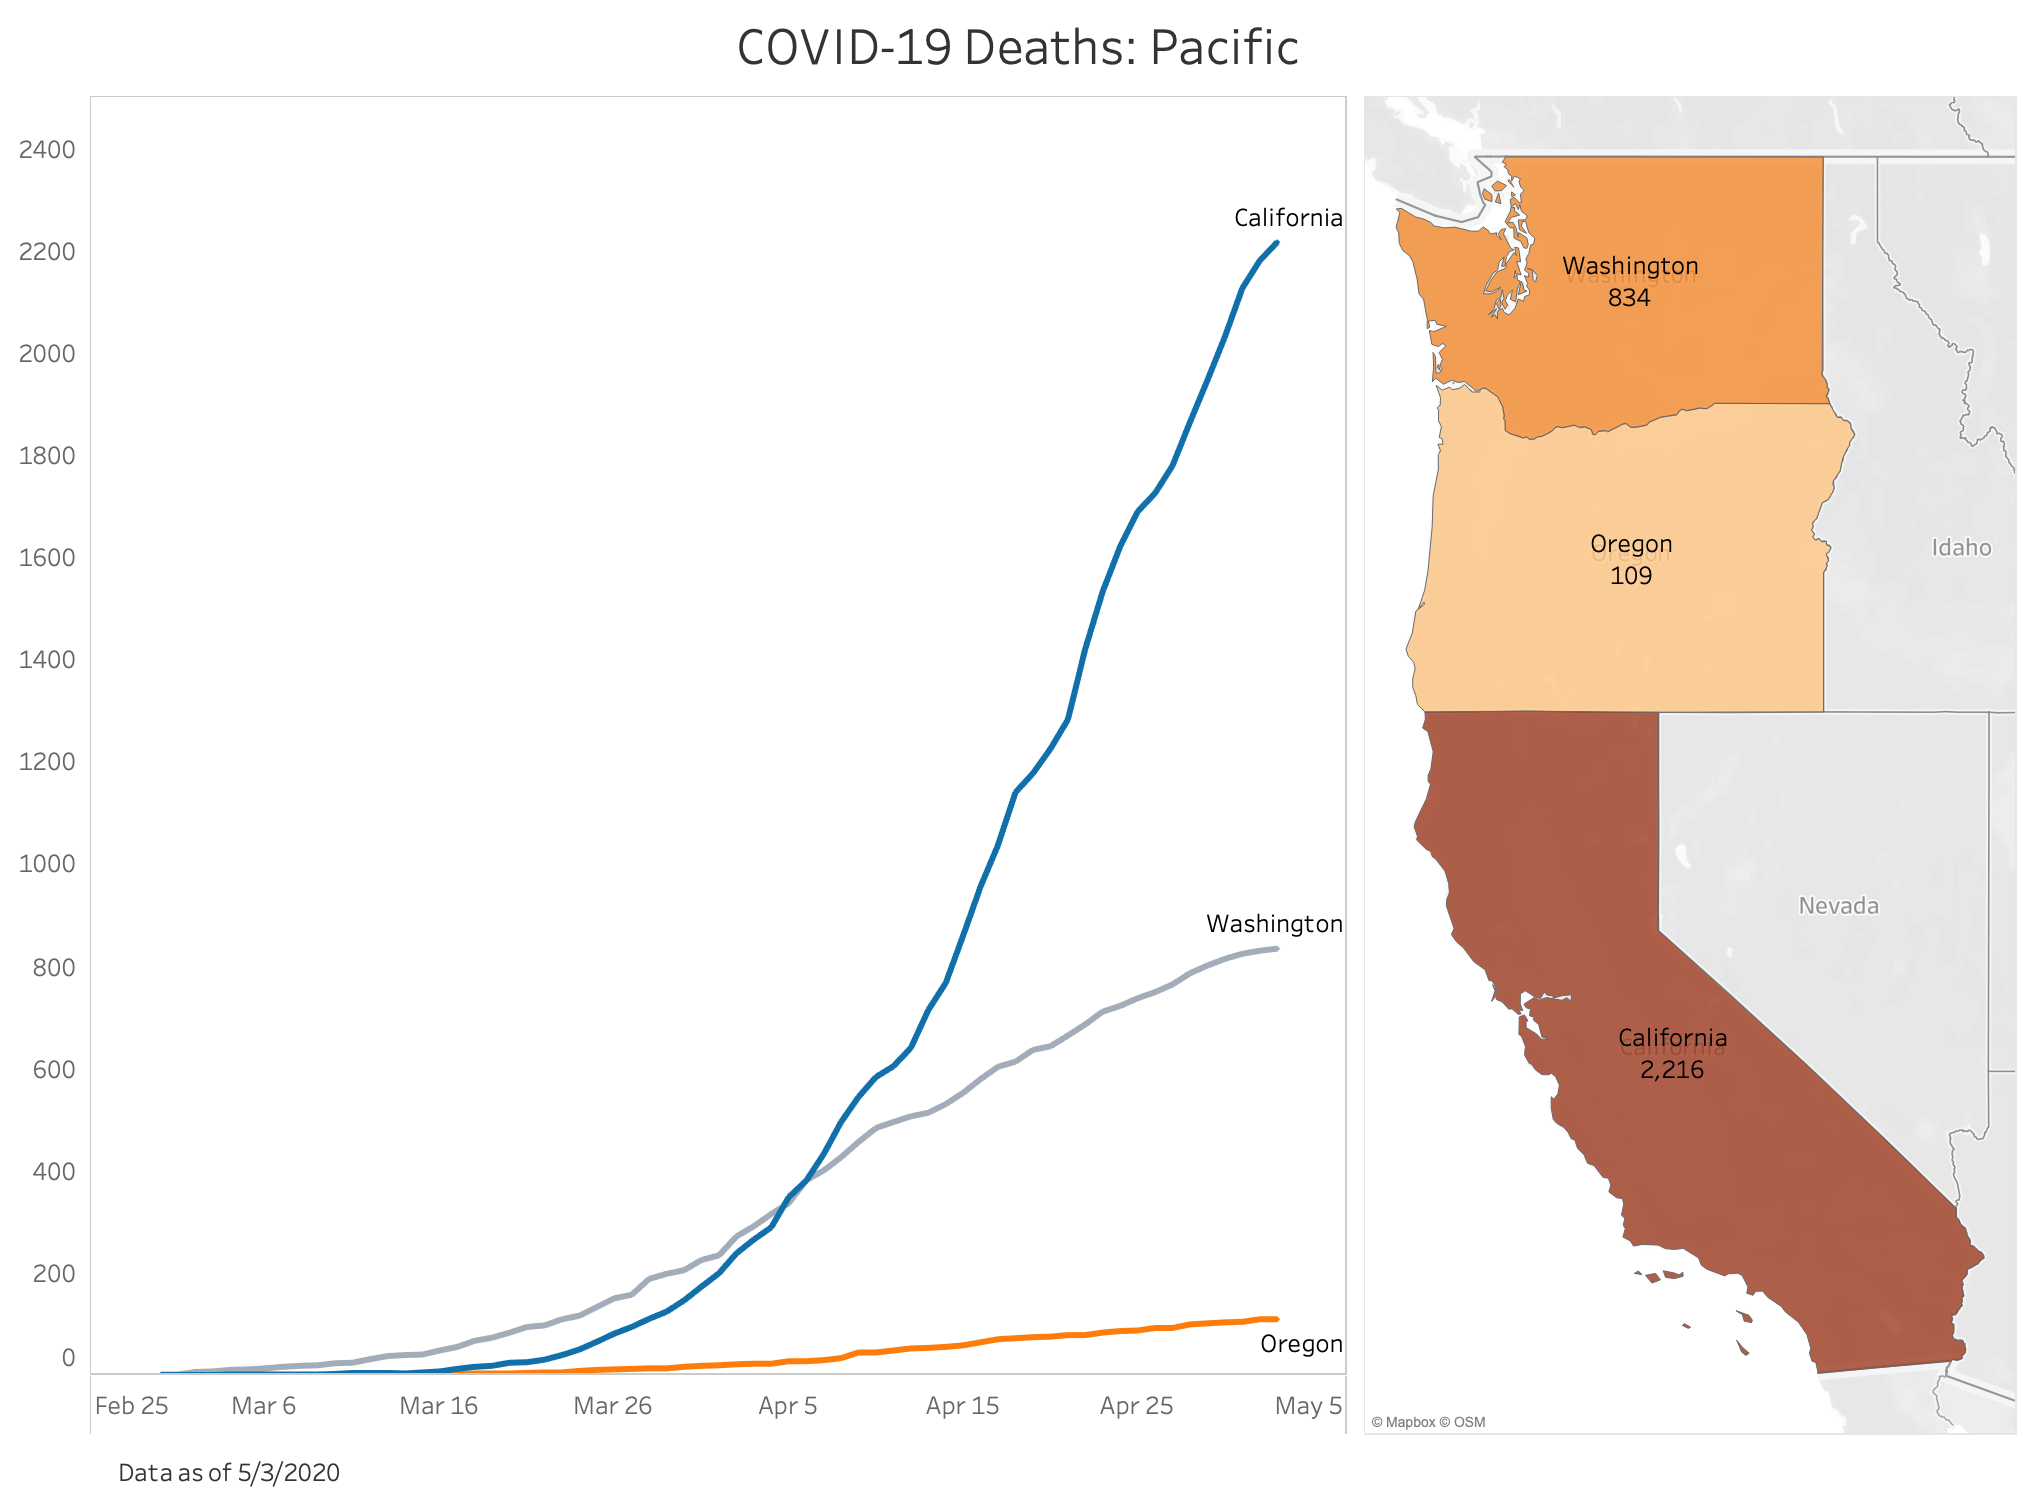 COVID-19 Deaths: Pacific
2400
2200
2000
1800
1600
1400
1200
1000
800
600
400
200
0
California
Washington
Oregon
Feb 25 Mar 6 Mar 16 Mar 26 Apr 5 Apr 15 Apr 25 May 5
Data as of 5/3/2020
Washington
834
Oregon
109
Idaho
Nevada
California
2,216
© Mapbox © OSM